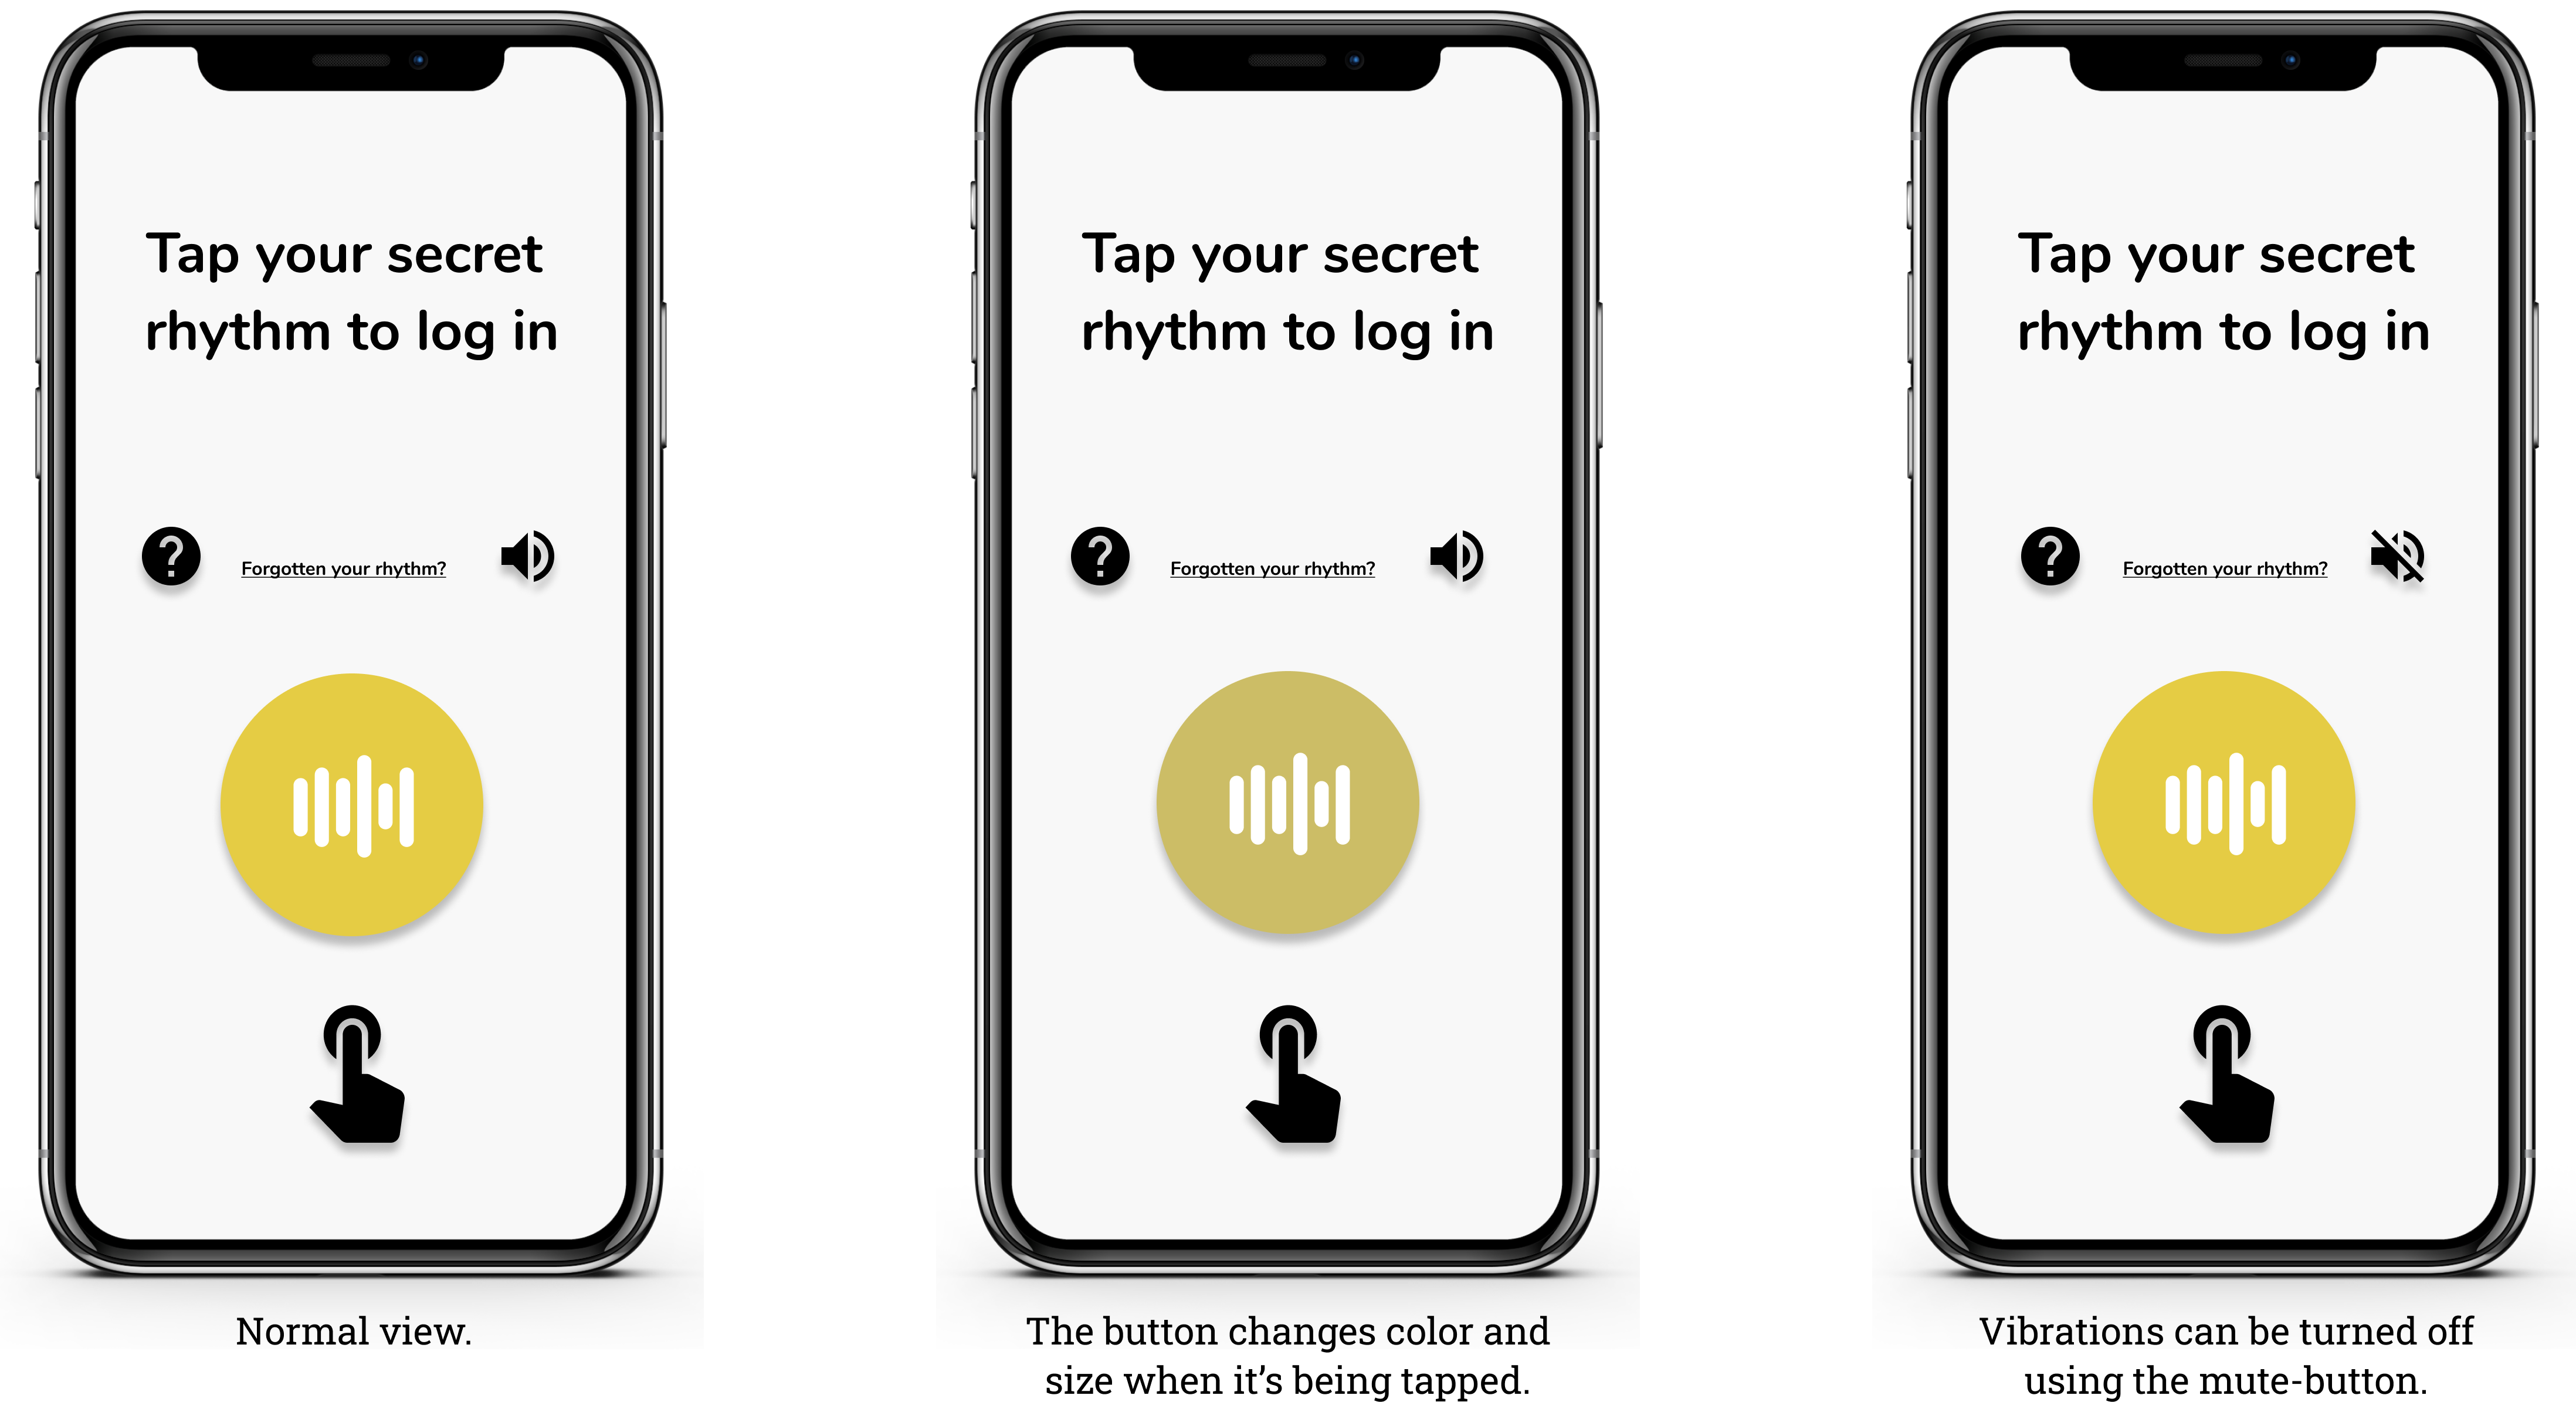 Tap your secret
rhythm to log in
Forgotten your rhythm?
Normal view.
Tap your secret
rhythm to log in
Forgotten your rhythm?
The button changes color and
size when it’s being tapped.
Tap your secret
rhythm to log in
Forgotten your rhythm?
Vibrations can be turned off
using the mute-button.